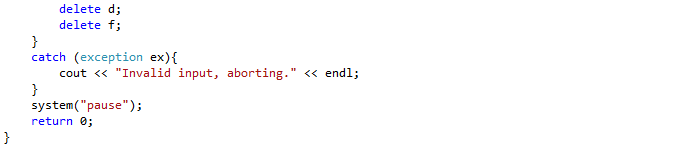 delete d;
delete f;
}
catch (exception ex){
cout << "Invalid input, aborting." << endl;
}
system("pause");
return 0;
}